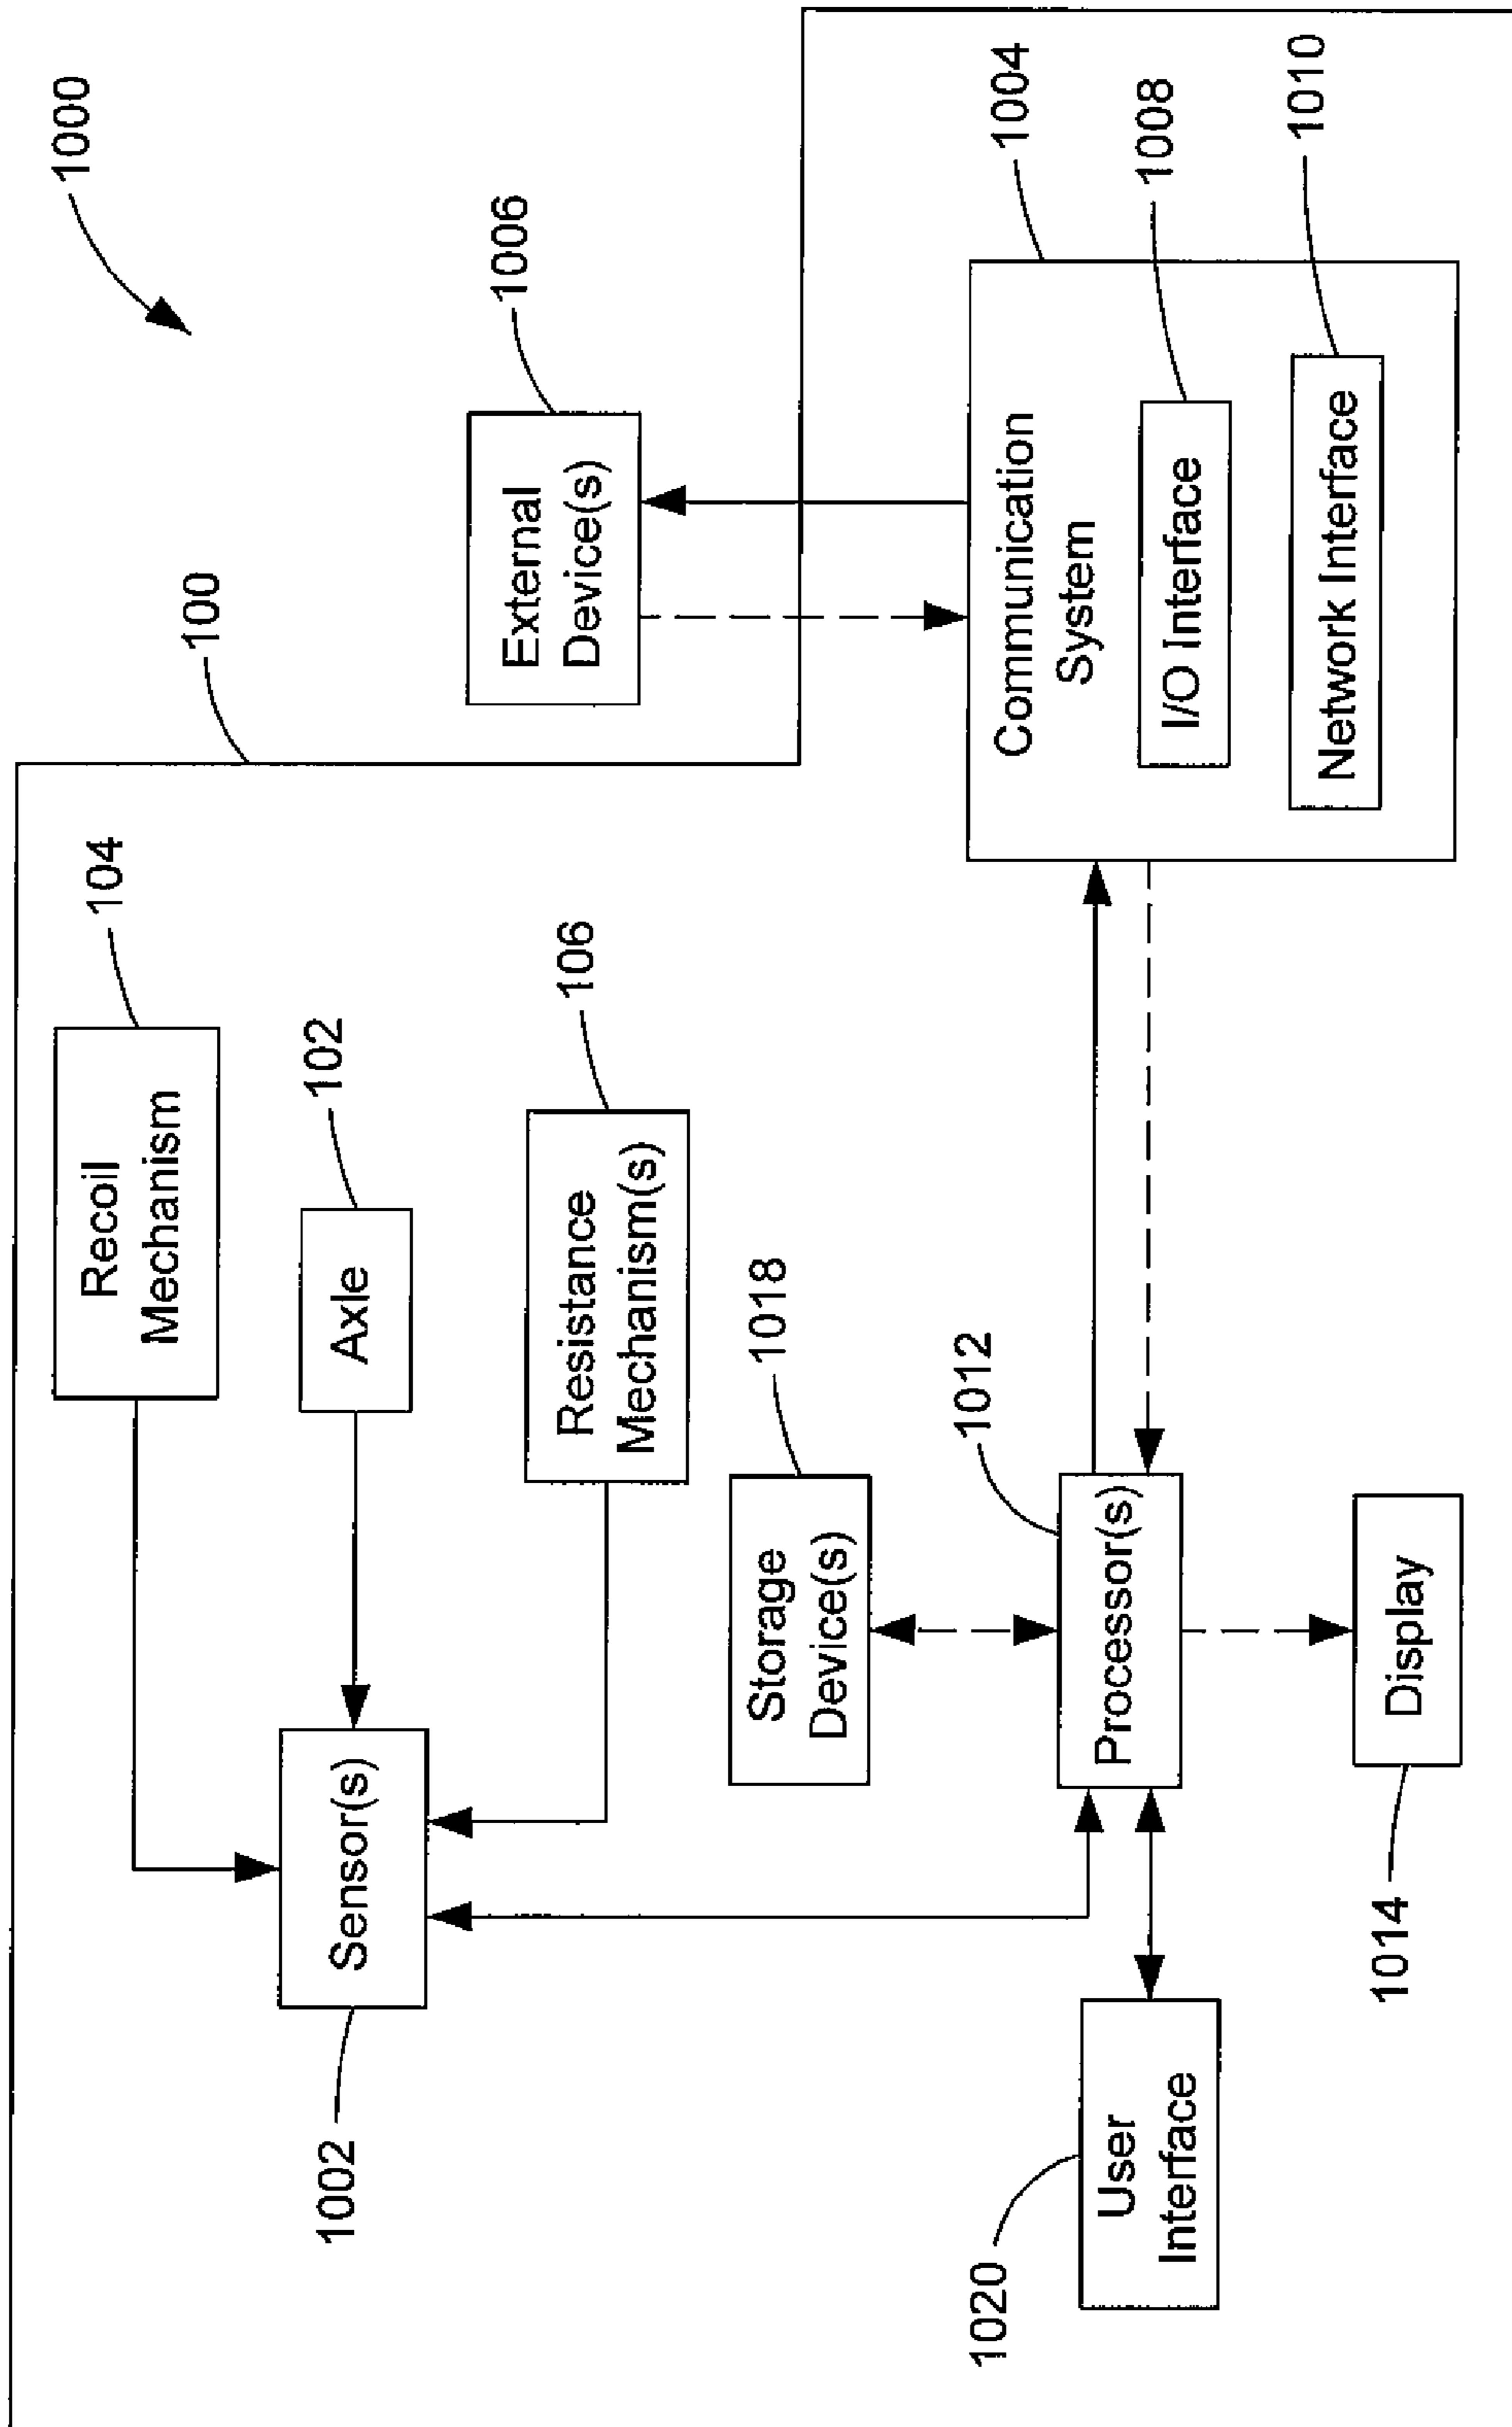 1000
100
104
Recoil
Mechanism
102
Axle
106
Resistance
Mechanism(s)
Sensor(s)
1002
1006
External
Device(s)
1018
Storage
Device(s)
1012
Processor(s)
1004
Communication
System
1008
I/O Interface
1010
Network Interface
1020
User
Interface
Display
1014